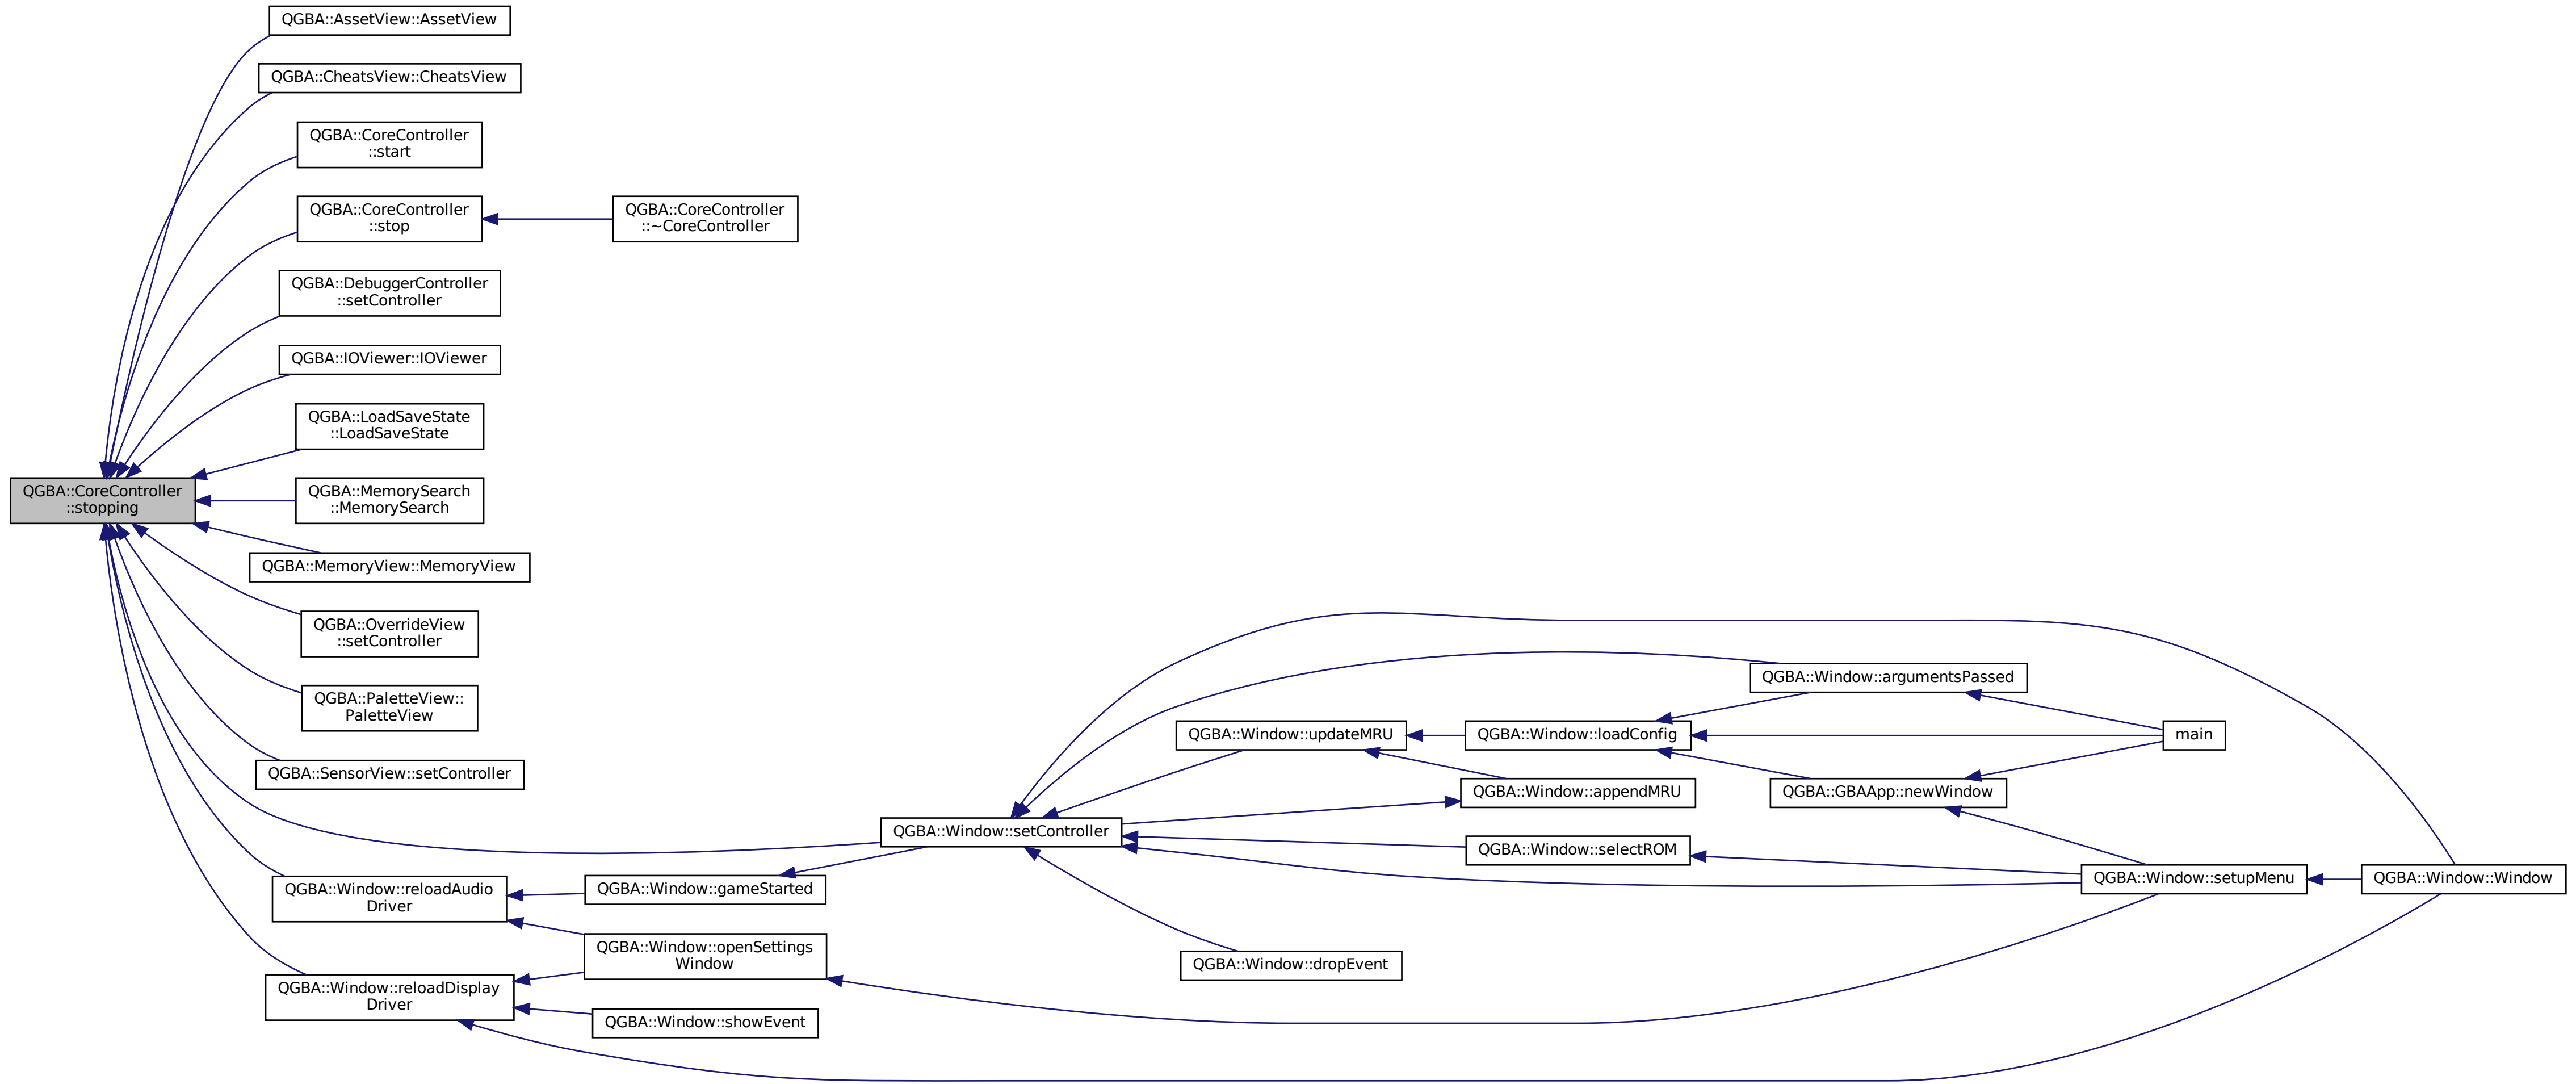 QGBA::AssetView::AssetView
QGBA::CheatsView::CheatsView
QGBA::CoreController
::start
QGBA::CoreController
::stop
QGBA::CoreController
::~CoreController
QGBA::DebuggerController
::setController
QGBA::IOViewer::IOViewer
QGBA::LoadSaveState
::LoadSaveState
QGBA::CoreController
::stopping
QGBA::MemorySearch
::MemorySearch
QGBA::MemoryView::MemoryView
QGBA::OverrideView
::setController
QGBA::PaletteView::
PaletteView
QGBA::SensorView::setController
QGBA::Window::setController
QGBA::Window::reloadAudio
Driver
QGBA::Window::gameStarted
QGBA::Window::openSettings
Window
QGBA::Window::reloadDisplay
Driver
QGBA::Window::showEvent
QGBA::Window::updateMRU
QGBA::Window::loadConfig
QGBA::Window::appendMRU
QGBA::Window::selectROM
QGBA::Window::dropEvent
QGBA::Window::argumentsPassed
QGBA::GBAApp::newWindow
main
QGBA::Window::setupMenu
QGBA::Window::Window